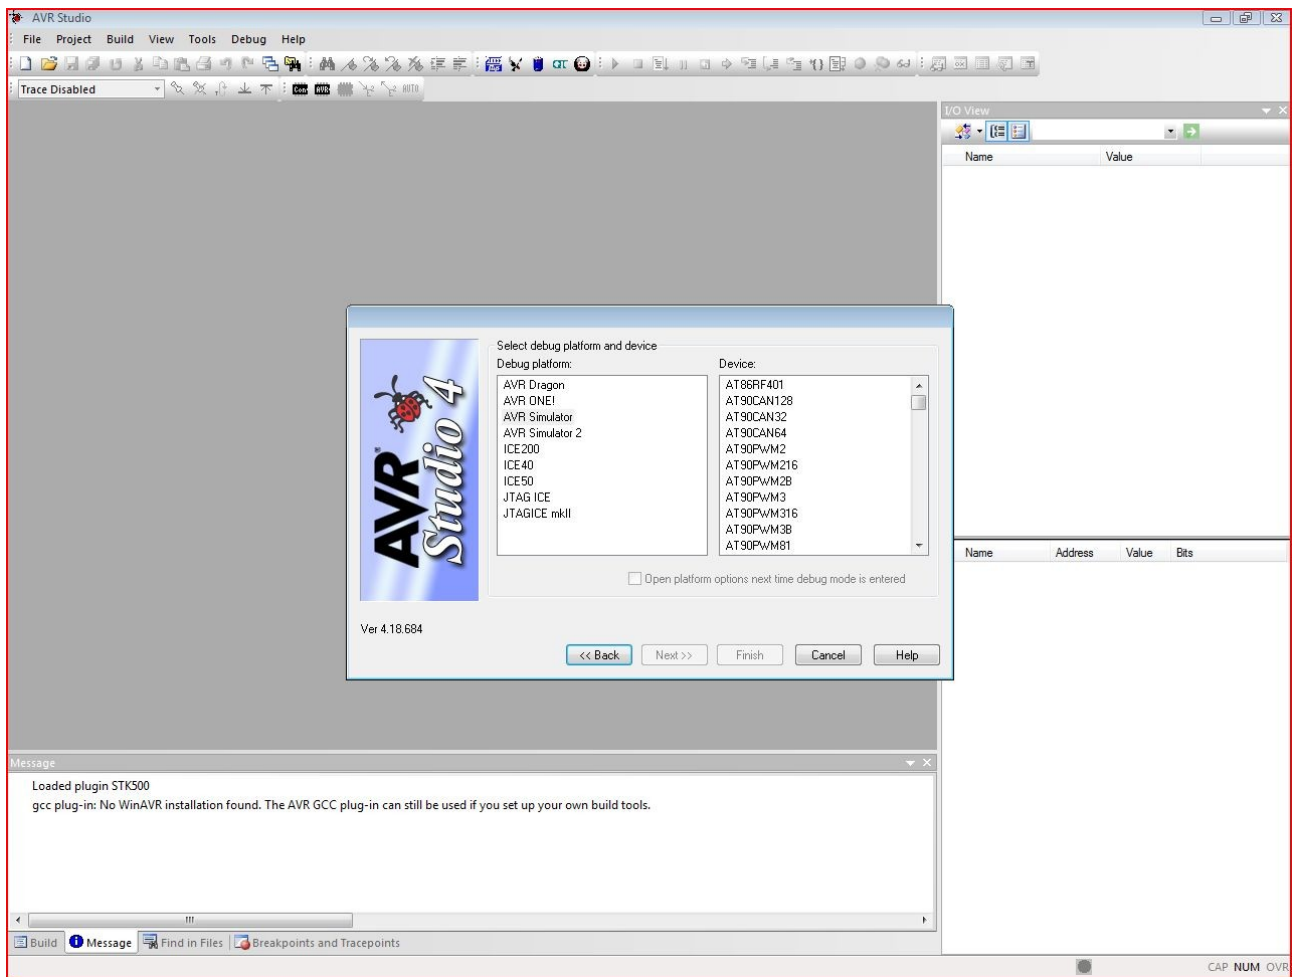 AVR Studio
File Project Build View Tools Debug Help
Trace Disabled
Con AVR AUTO
I/O View
Name Value
Select debug platform and device
Debug platform: Device:
AVR Dragon
AVR ONE!
AVR Simulator
AVR Simulator 2
ICE200
ICE40
ICE50
JTAG ICE
JTAGICE mkII
AT86RF401
AT90CAN128
AT90CAN32
AT90CAN64
AT90PWM2
AT90PWM216
AT90PWM2B
AT90PWM3
AT90PWM316
AT90PWM3B
AT90PWM81
Open platform options next time debug mode is entered
AVR® Studio 4
Ver 4.18.684
<< Back Next >> Finish Cancel Help
Name Address Value Bits
Message
Loaded plugin STK500
gcc plug-in: No WinAVR installation found. The AVR GCC plug-in can still be used if you set up your own build tools.
Build Message Find in Files Breakpoints and Tracepoints
CAP NUM OVR